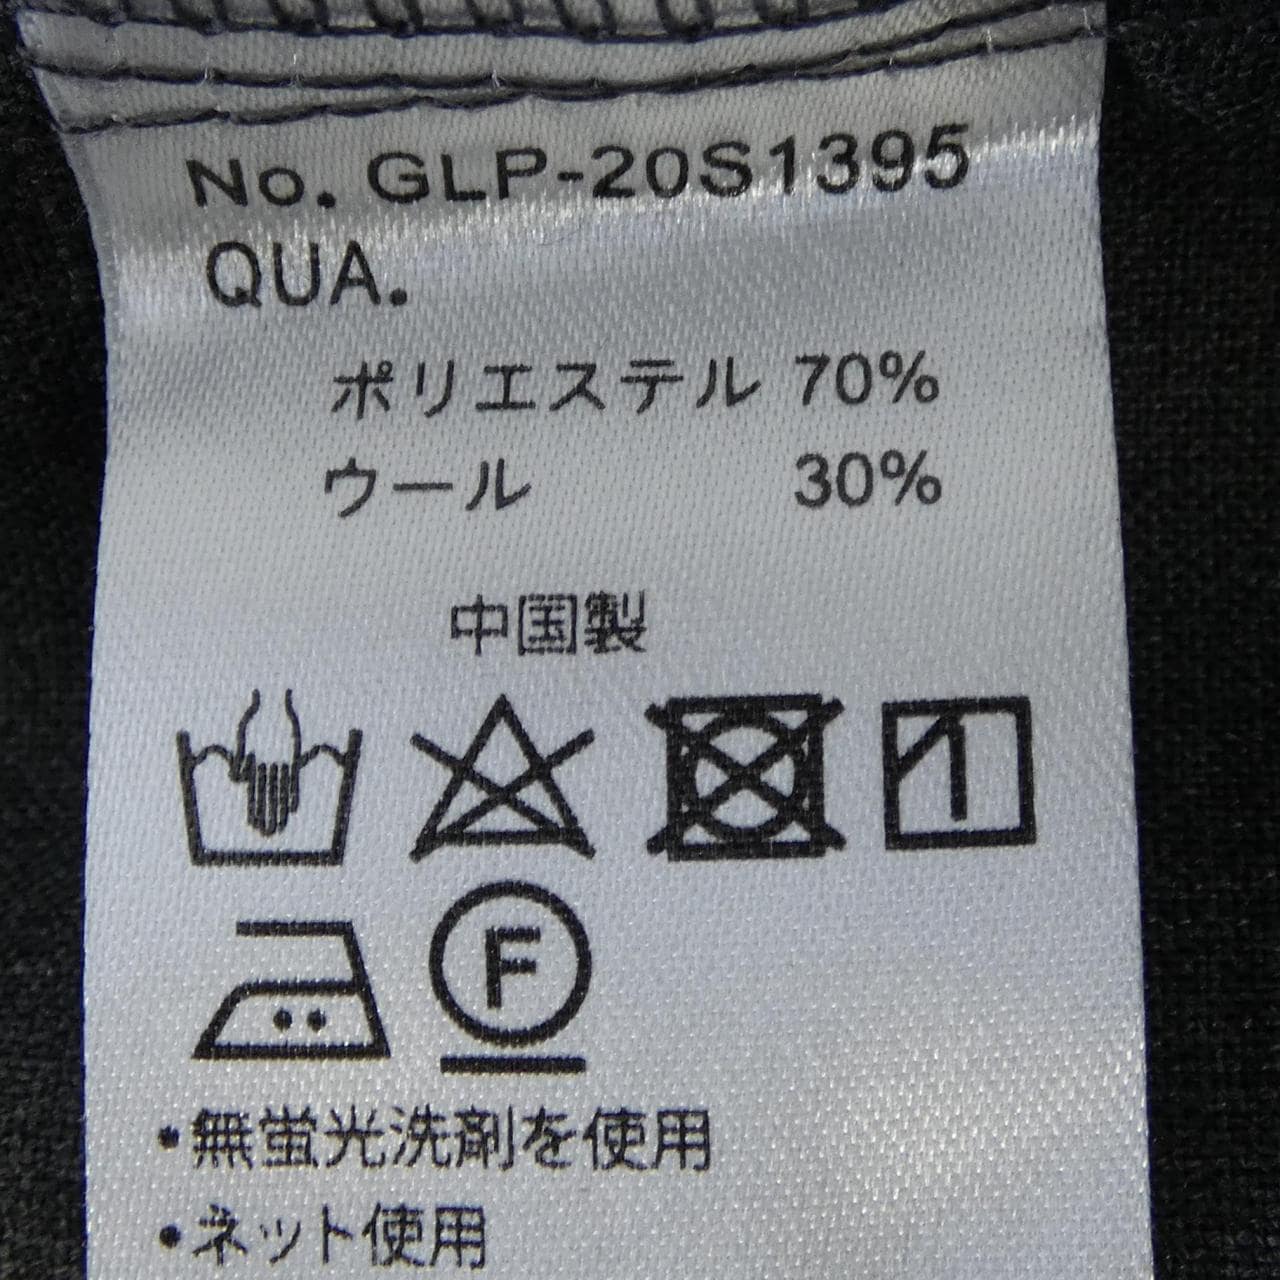 No. GLP-20S1395
QUA.
ポリエステル 70%
ウール 30%
中国製
F
・無蛍光洗剤を使用
・ネット使用